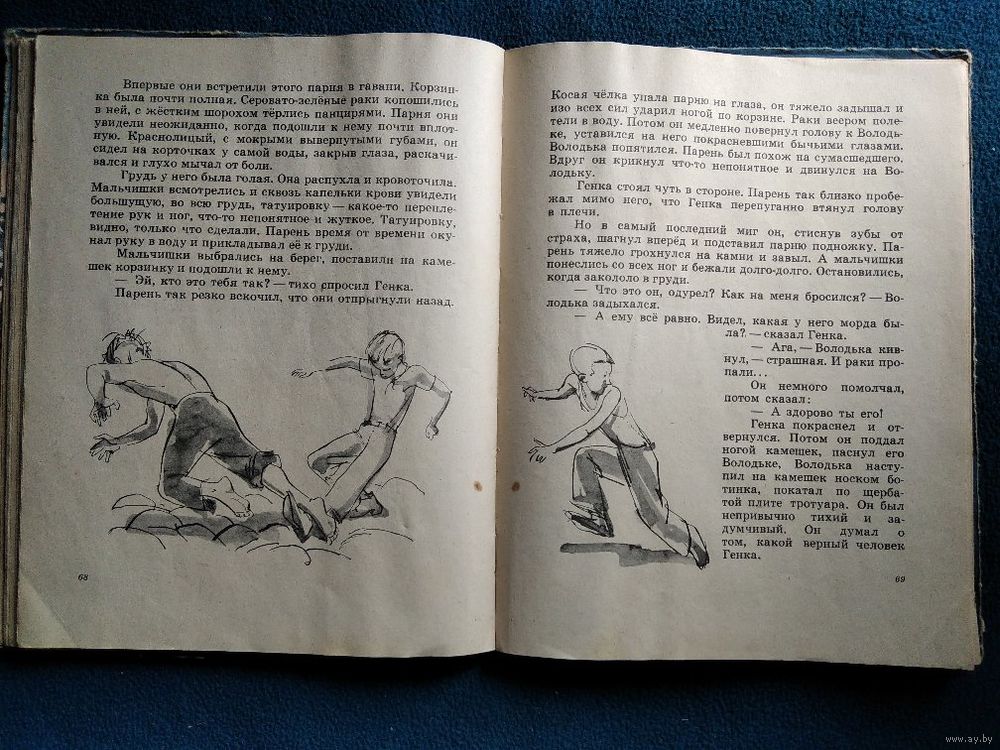 Впервые они встретили этого парня в гавани. Корзин-
ка была почти полная. Серовато-зелёные раки копошились
в ней, с жёстким шорохом тёрлись панцирями. Парня они
увидели неожиданно, когда подошли к нему почти вплот-
ную. Краснолицый, с мокрыми вывернутыми губами, он
сидел на корточках у самой воды, закрыв глаза, раскачи-
вался и глухо мычал от боли.
Грудь у него была голая. Она распухла и кровоточила.
Мальчишки всмотрелись и сквозь капельки крови увидели
большущую, во всю грудь, татуировку — какое-то перепле-
тение рук и ног, что-то непонятное и жуткое. Татуировку,
видно, только что сделали. Парень время от времени оку-
нал руку в воду и прикладывал её к груди.
Мальчишки выбрались на берег, поставили на каме-
шек корзинку и подошли к нему.
— Эй, кто это тебя так? — тихо спросил Генка.
Парень так резко вскочил, что они отпрыгнули назад.
68
Косая чёлка упала парню на глаза, он тяжело задышал и
изо всех сил ударил ногой по корзине. Раки веером поле-
тели в воду. Потом он медленно повернул голову к Володь-
ке, уставился на него покрасневшими бычьими глазами.
Володька попятился. Парень был похож на сумасшедшего.
Вдруг он крикнул что-то непонятное и двинулся на Во-
лодьку.
Генка стоял чуть в стороне. Парень так близко пробе-
жал мимо него, что Генка перепуганно втянул голову
в плечи.
Но в самый последний миг он, стиснув зубы от
страха, шагнул вперёд и подставил парню подножку. Па-
рень тяжело грохнулся на камни и завыл. А мальчишки
понеслись со всех ног и бежали долго-долго. Остановились,
когда закололо в груди.
— Что это он, одурел? Как на меня бросился? — Во-
лодька задыхался.
— А ему всё равно. Видел, какая у него морда бы-
ла? — сказал Генка.
— Ага, — Володька кив-
нул, — страшная. И раки про-
пали...
Он немного помолчал,
потом сказал:
— А здорово ты его!
Генка покраснел и от-
вернулся. Потом он поддал
ногой камешек, паснул его
Володьке, Володька насту-
пил на камешек носком бо-
тинка, покатал по щерба-
той плите тротуара. Он был
непривычно тихий и за-
думчивый. Он думал о
том, какой верный человек
Генка.
69
www.ay.by